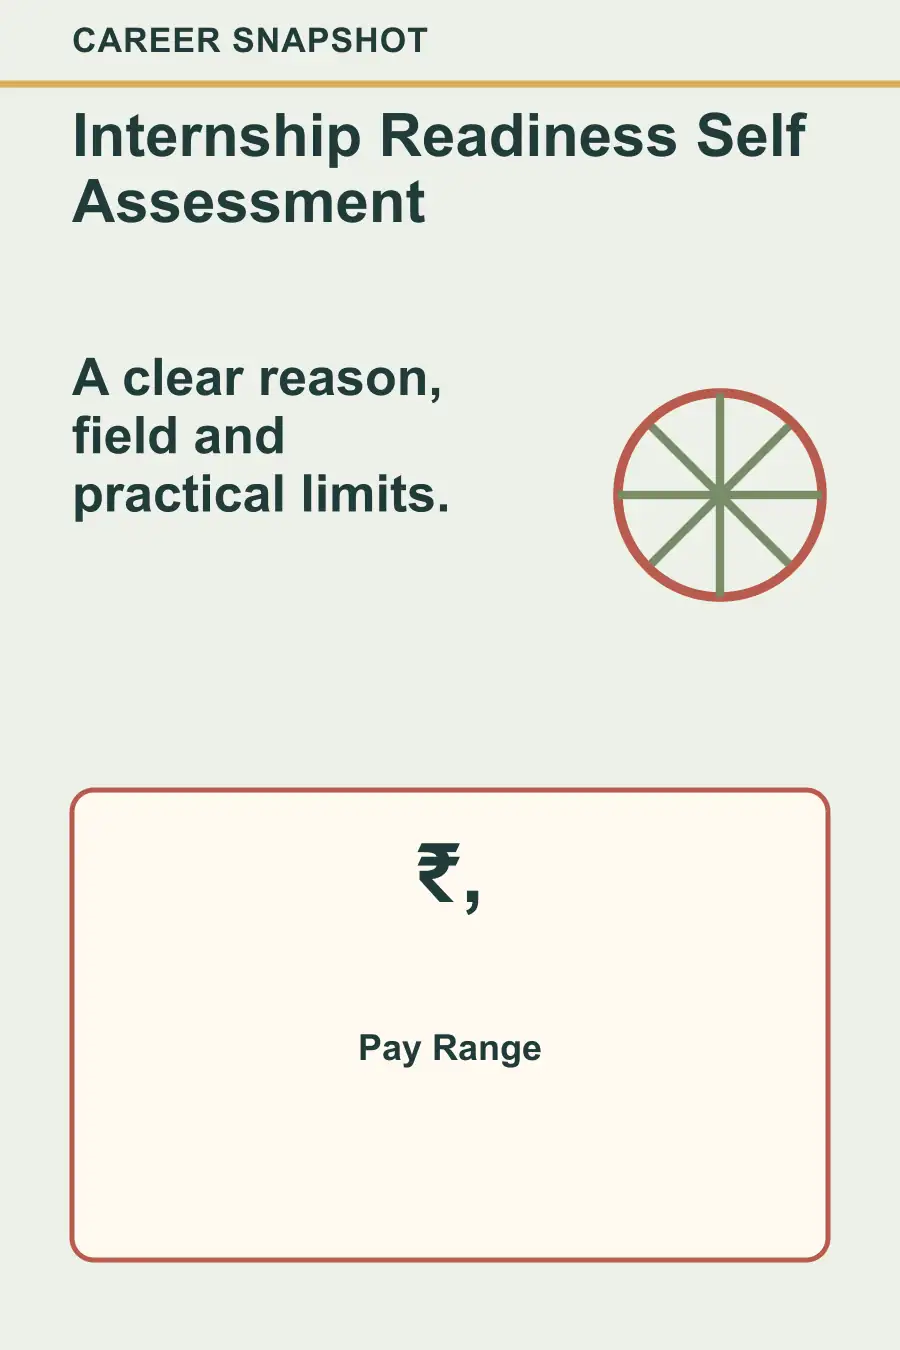 CAREER SNAPSHOT
Internship Readiness Self
Assessment
A clear reason,
field and
practical limits.
₹,
Pay Range